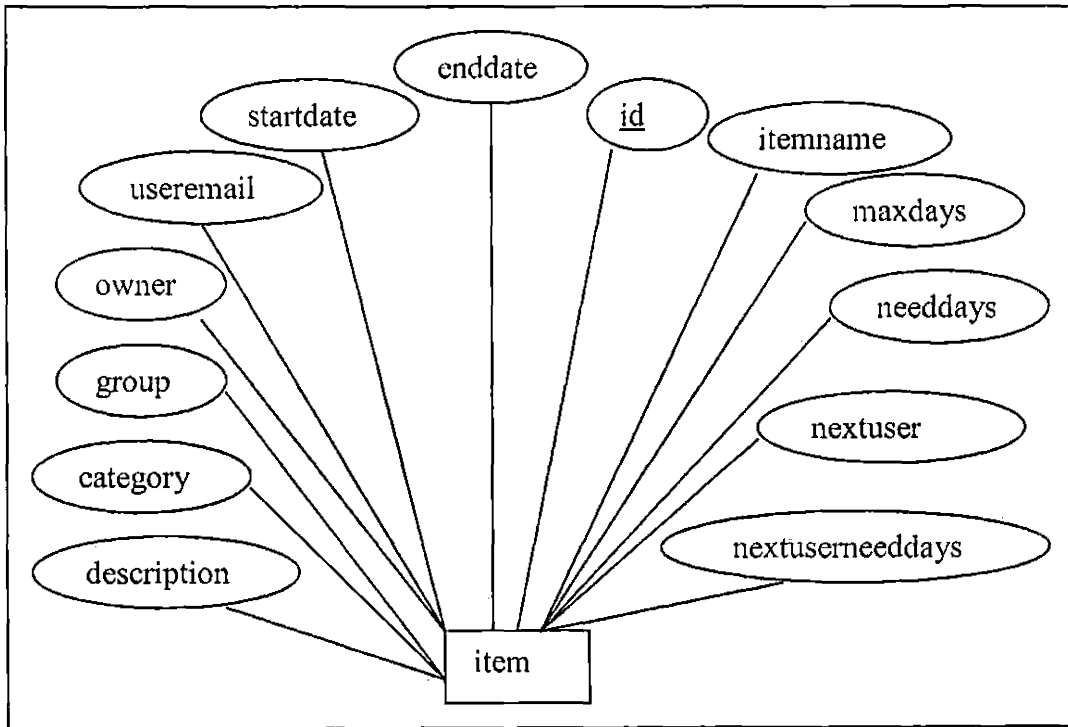 enddate
startdate
id
itemname
useremail
maxdays
owner
needdays
group
nextuser
category
nextuserneeddays
description
item